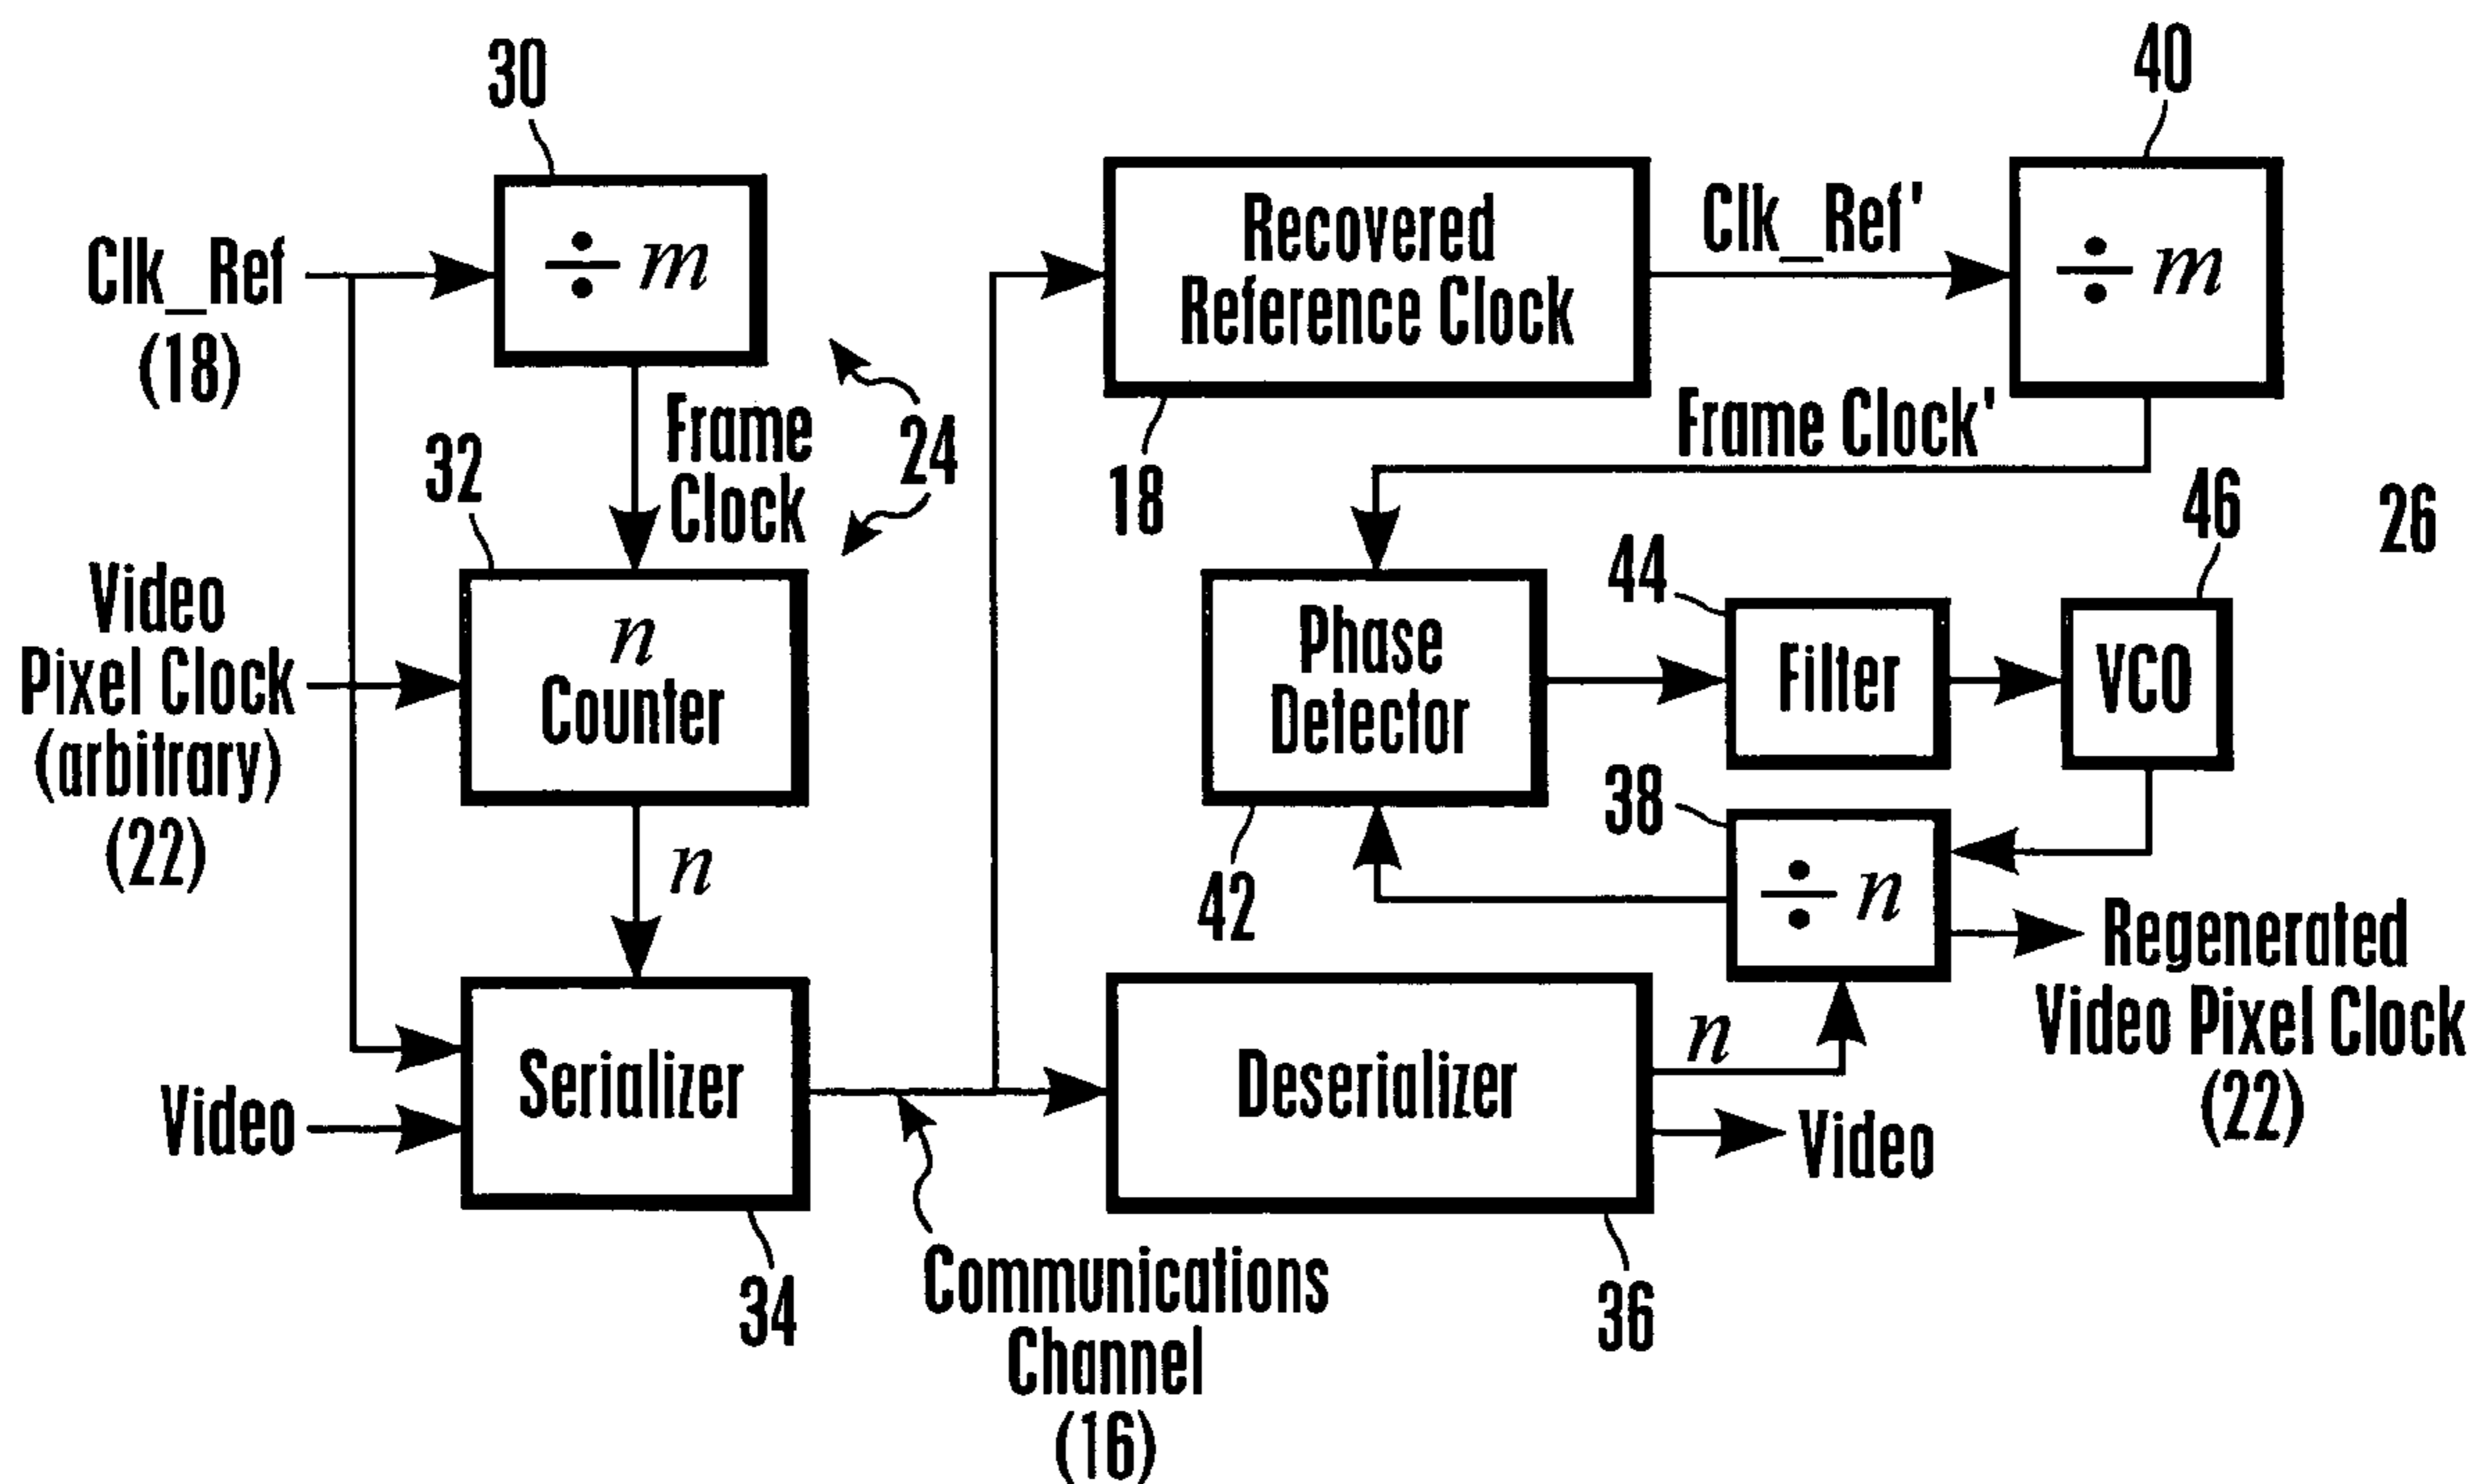 30
40
÷ m
Recovered
Reference Clock
Clk_Ref'
÷ m
Clk_Ref
(18)
Frame
Clock
24
Frame Clock'
32
18
46
26
44
Video
Pixel Clock
(arbitrary)
(22)
n
Counter
Phase
Detector
Filter
VCO
38
n
42
÷ n
Regenerated
Video Pixel Clock
(22)
Serializer
Deserializer
n
Video
Video
34
Communications
Channel
(16)
36